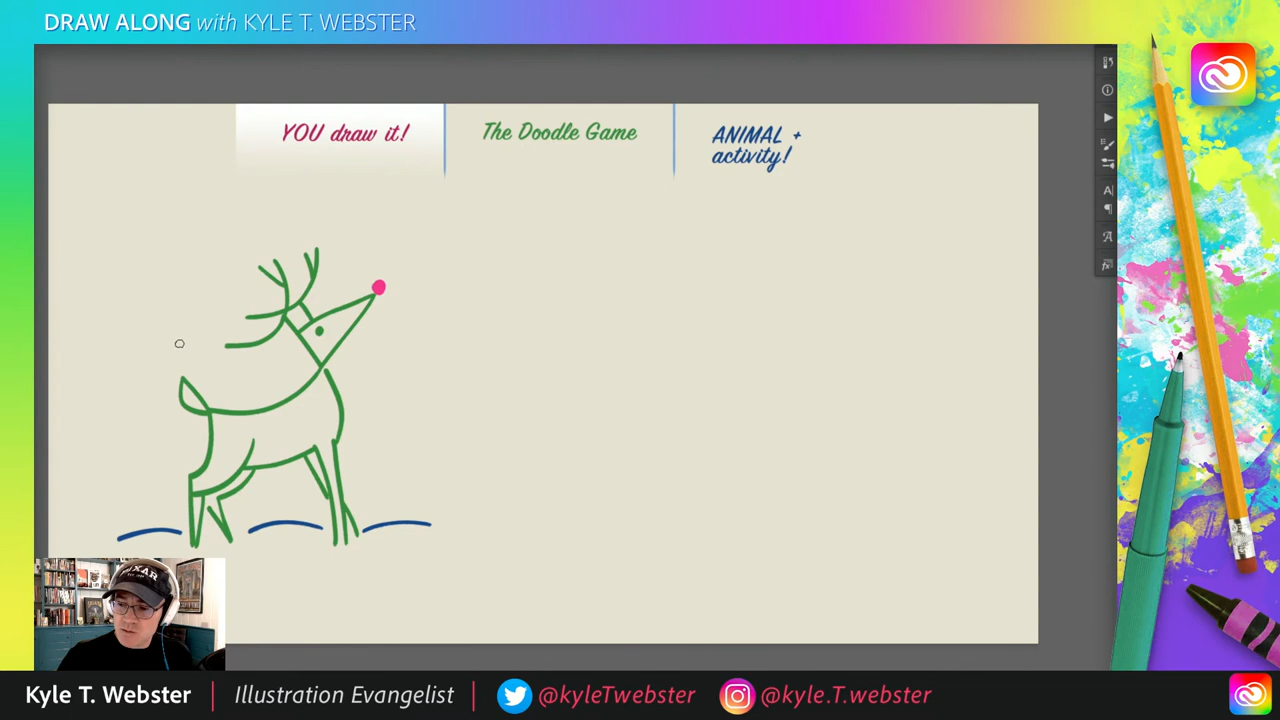 DRAW ALONG with KYLE T. WEBSTER
YOU draw it!
The Doodle Game
ANIMAL +
activity!
Kyle T. Webster | Illustration Evangelist | @kyleTwebster @kyle.T.webster